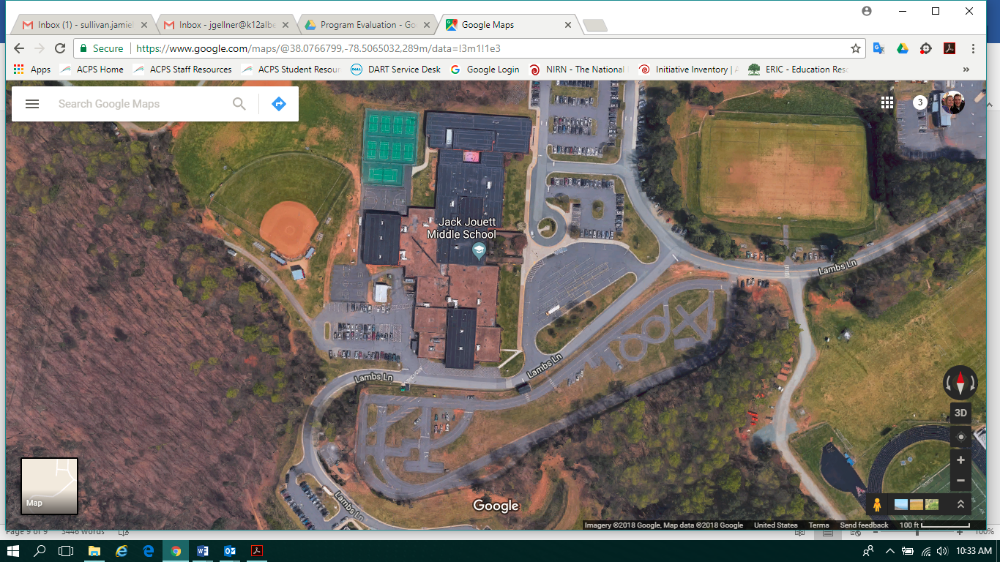 Inbox (1) - sullivan.jamiel
Inbox - jgellner@k12albe
Program Evaluation - Goo
Google Maps
Secure
https://www.google.com/maps/@38.0766799,-78.5065032,289m/data=!3m1!1e3
Apps
ACPS Home
ACPS Staff Resources
ACPS Student Resour
DART Service Desk
Google Login
NIRN - The National
Initiative Inventory | A
ERIC - Education Res
Search Google Maps
3
Jack Jouett
Middle School
Lambs Ln
Lambs Ln
Lambs Ln
Lambs Ln
3D
Map
Google
Imagery ©2018 Google, Map data ©2018 Google
United States
Terms
Send feedback
100 ft
Page 9 of 9
3446 words
100%
10:33 AM